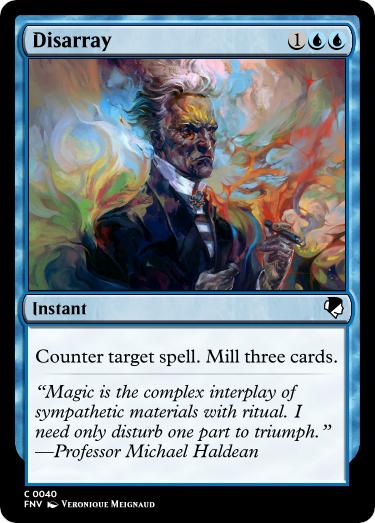 Disarray 1
Instant
Counter target spell. Mill three cards.
“Magic is the complex interplay of
sympathetic materials with ritual. I
need only disturb one part to triumph.”
—Professor Michael Haldean
C 0040
FNV Veronique Meignaud